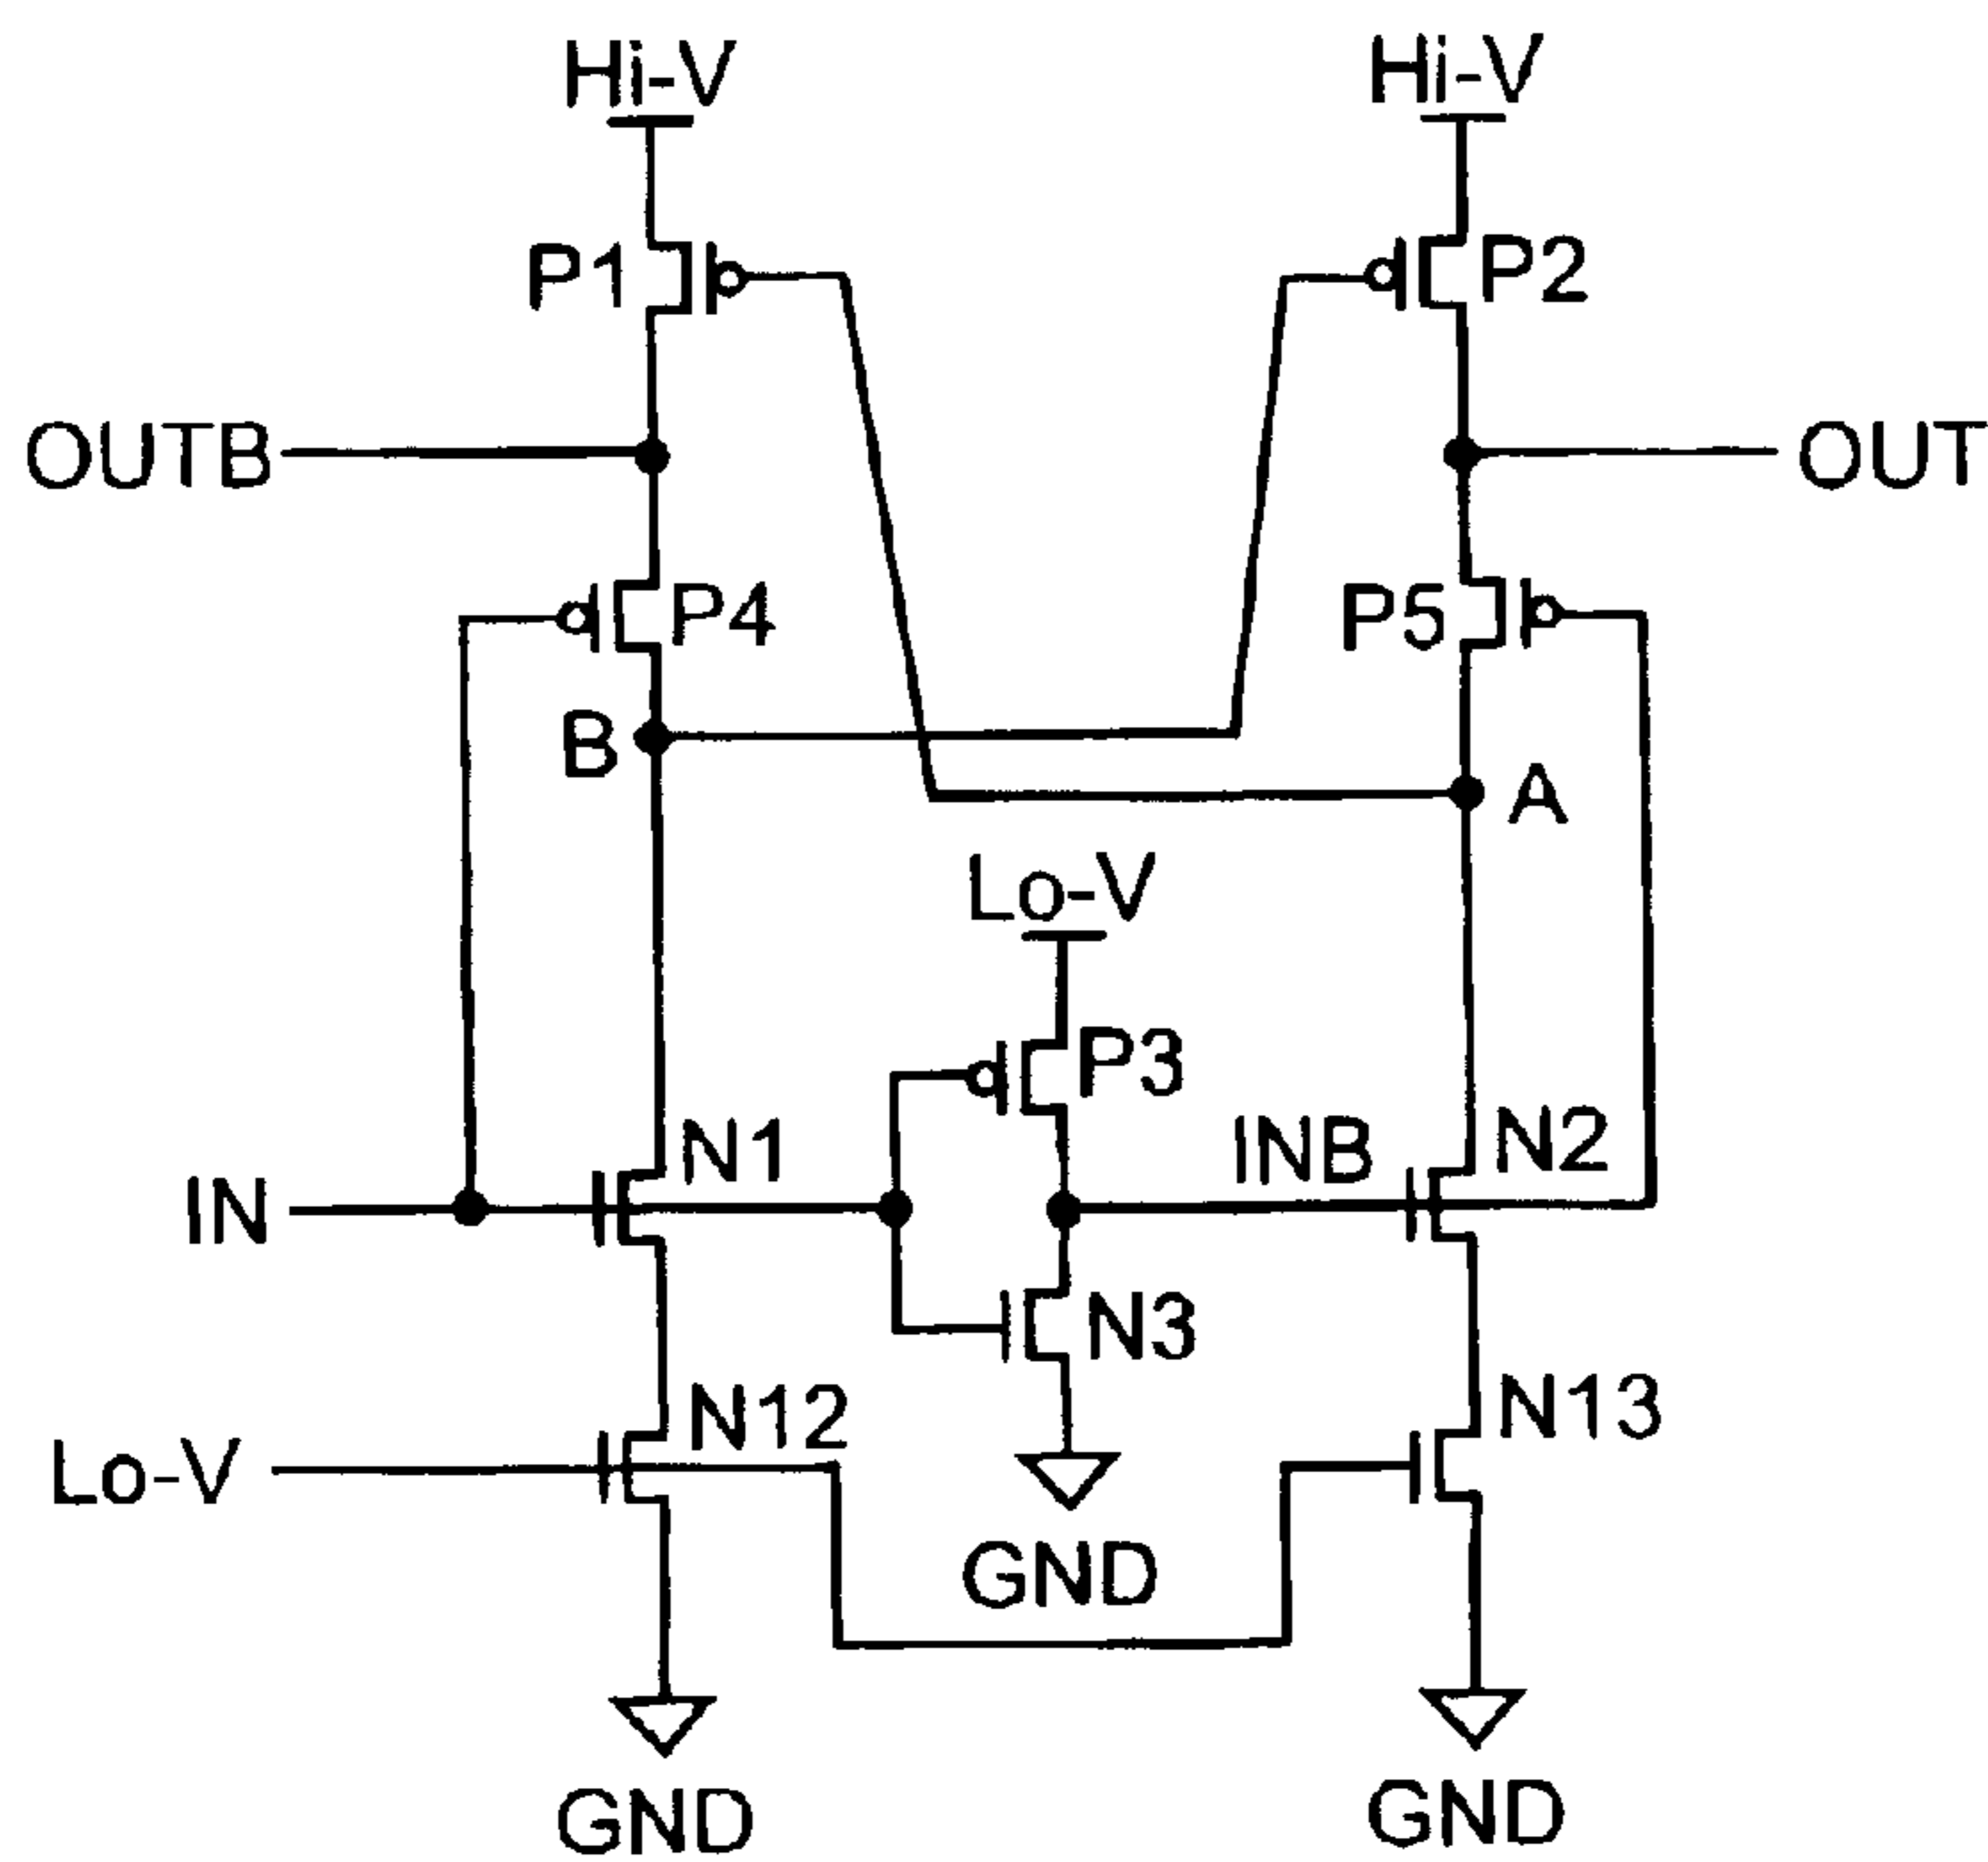 Hi-V
Hi-V
P1
P2
OUTB
OUT
P4
P5
B
A
Lo-V
P3
N1
INB
N2
IN
N3
N12
N13
Lo-V
GND
GND
GND